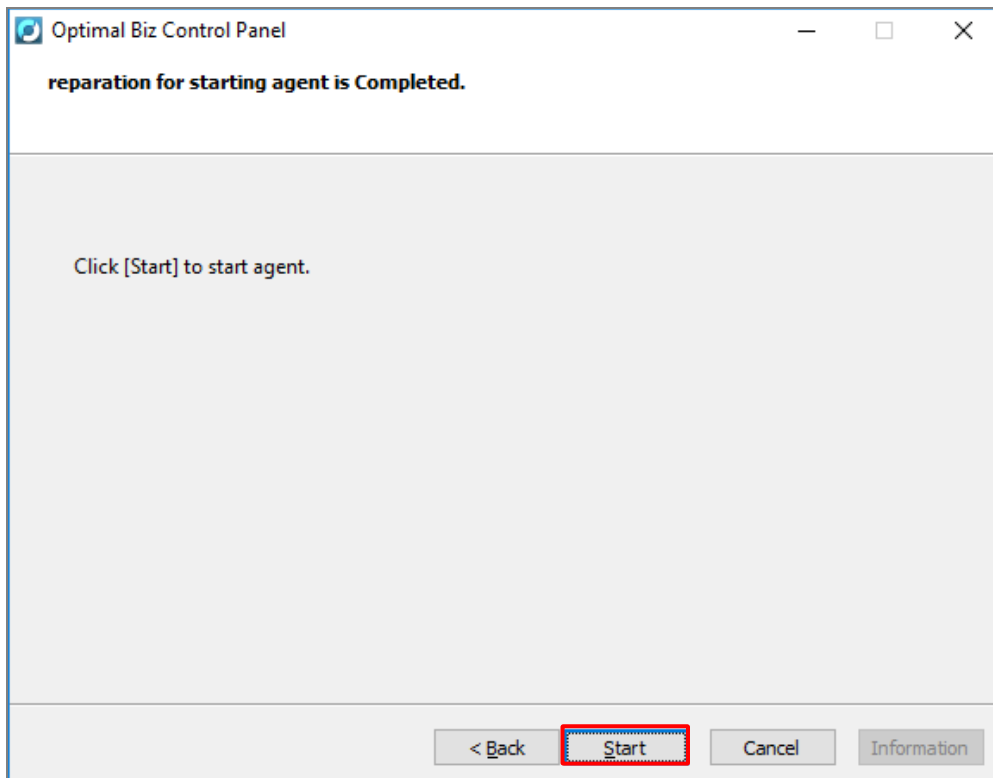 Optimal Biz Control Panel
reparation for starting agent is Completed.
Click [Start] to start agent.
< Back Start Cancel Information